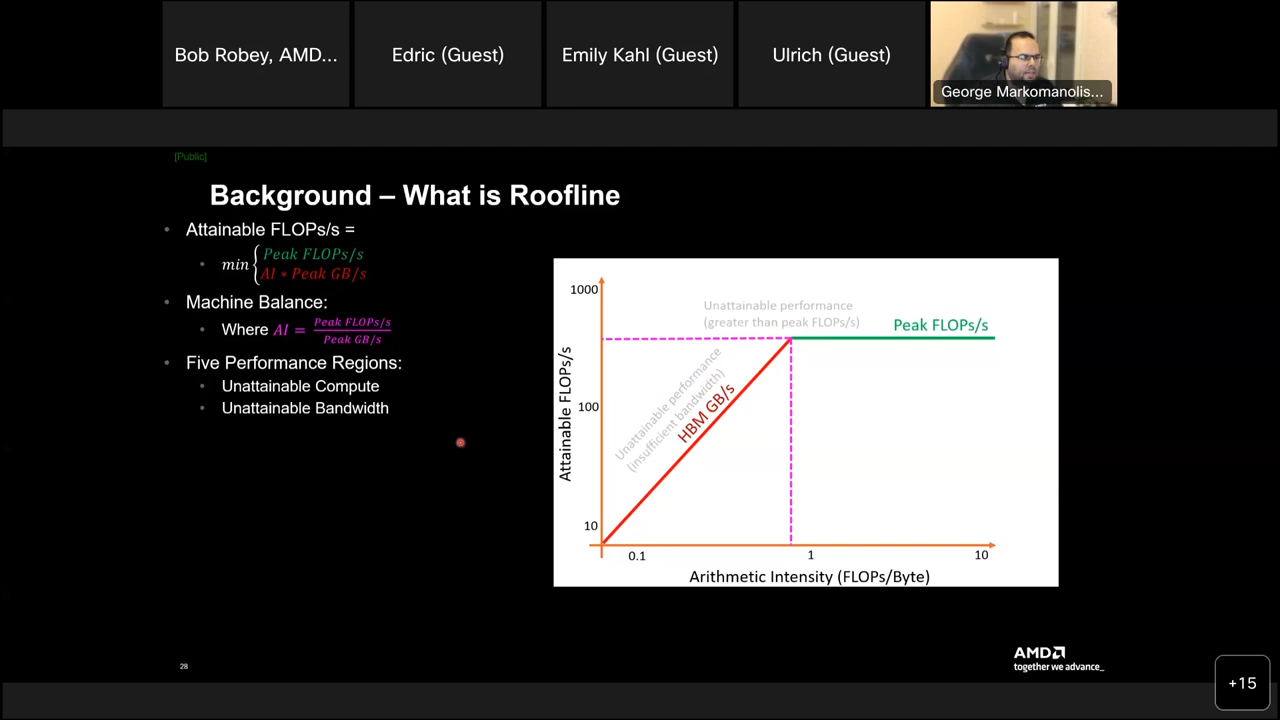 Bob Robey, AMD...
Edric (Guest)
Emily Kahl (Guest)
Ulrich (Guest)
George Markomanolis...
[Public]
Background – What is Roofline
• Attainable FLOPs/s =
• min { Peak FLOPs/s
AI ∗ Peak GB/s
• Machine Balance:
• Where AI = Peak FLOPs/s
Peak GB/s
• Five Performance Regions:
• Unattainable Compute
• Unattainable Bandwidth
Attainable FLOPs/s
1000
100
10
Unattainable performance
(greater than peak FLOPs/s)
Peak FLOPs/s
Unattainable performance
(insufficient bandwidth)
HBM GB/s
0.1
1
10
Arithmetic Intensity (FLOPs/Byte)
28
AMD
together we advance_
+15